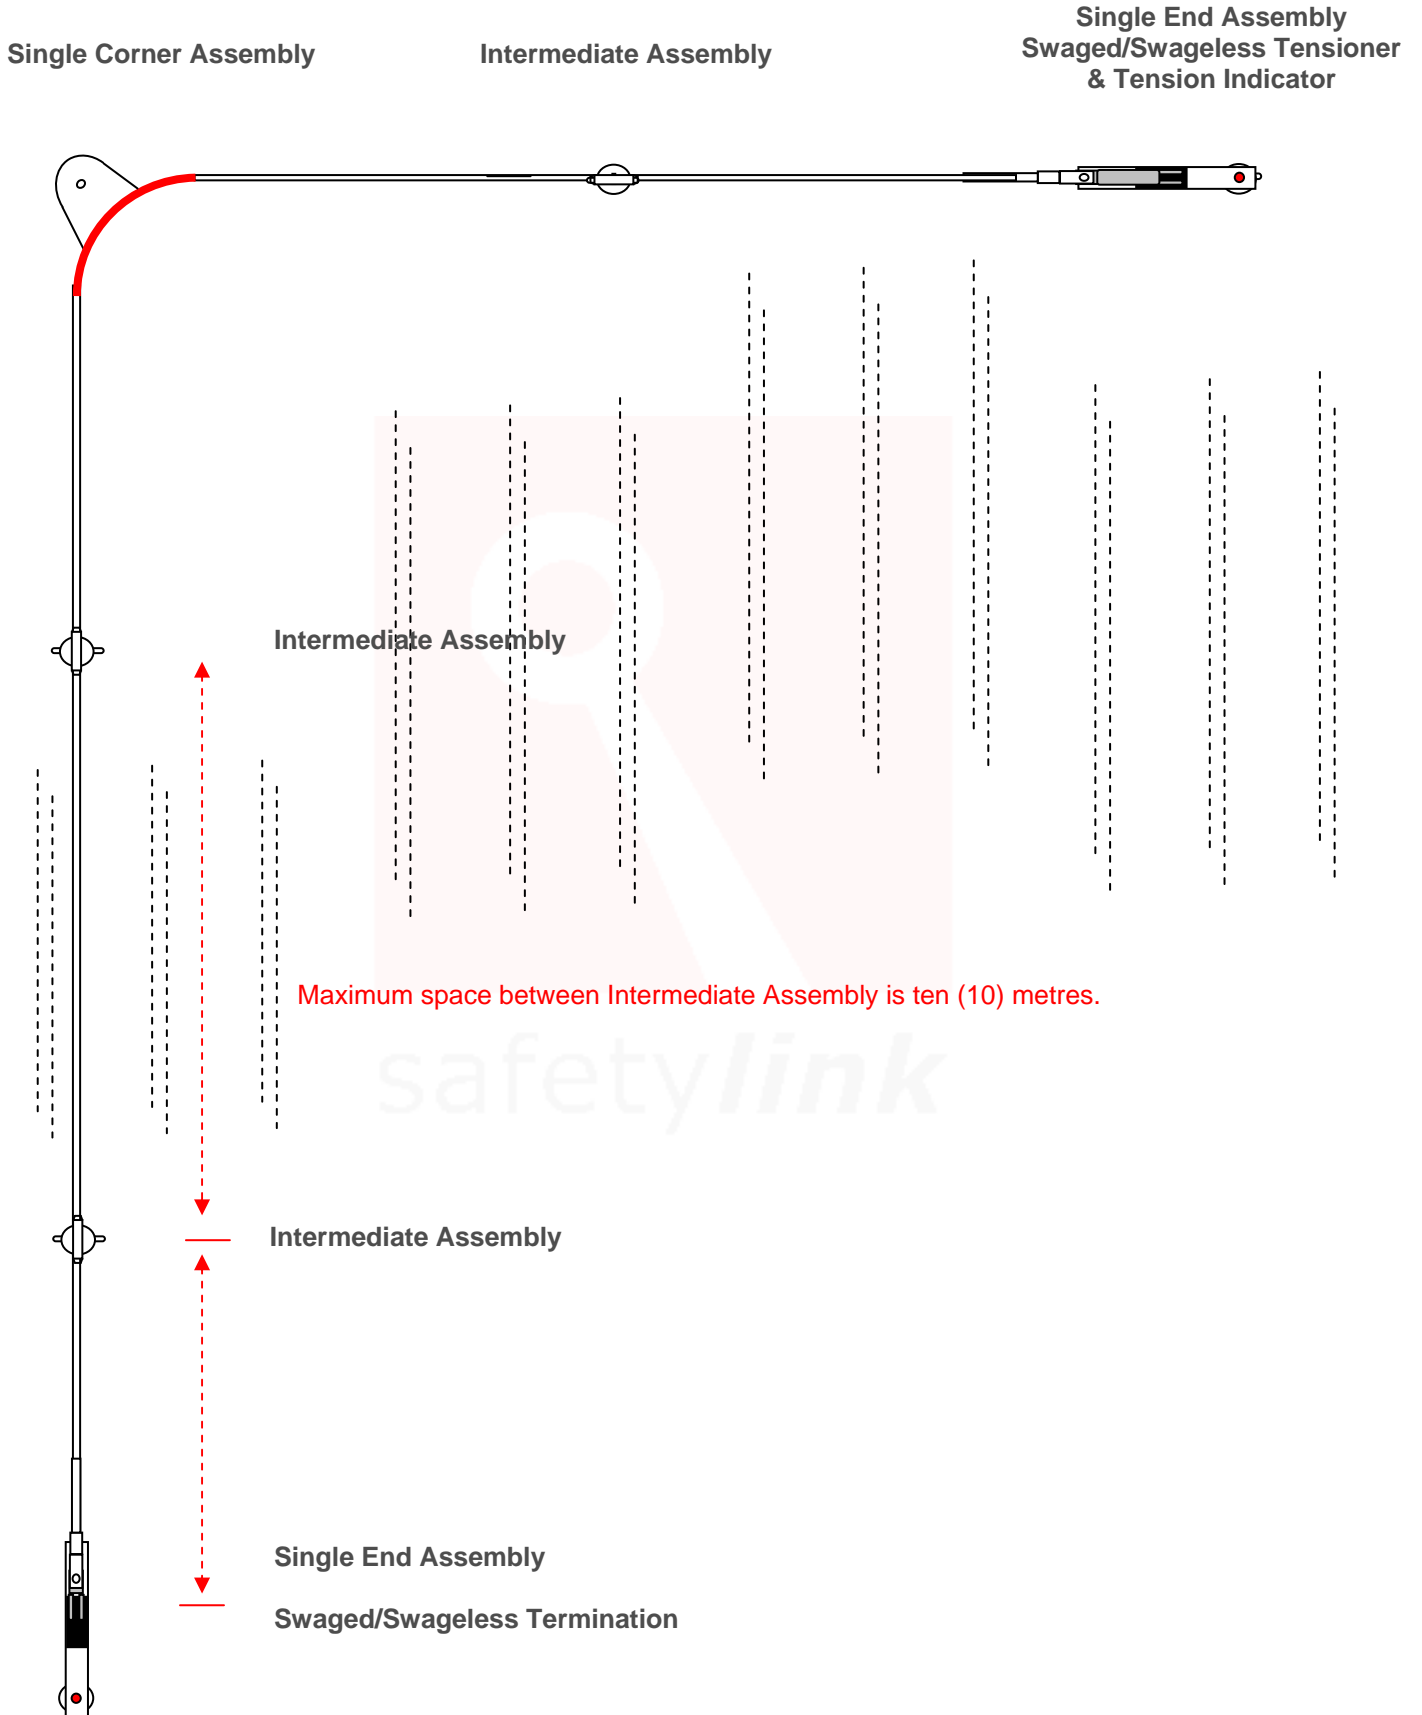 Single Corner Assembly
Intermediate Assembly
Single End Assembly
Swaged/Swageless Tensioner
& Tension Indicator
Intermediate Assembly
Maximum space between Intermediate Assembly is ten (10) metres.
safetylink
Intermediate Assembly
Single End Assembly
Swaged/Swageless Termination